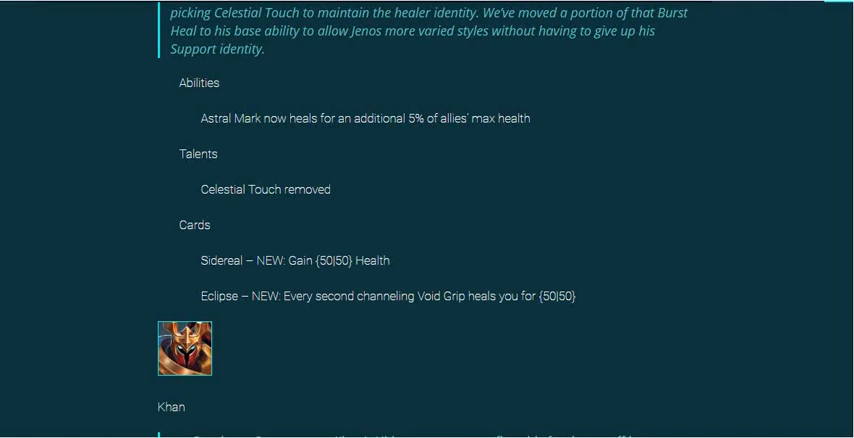 picking Celestial Touch to maintain the healer identity. We've moved a portion of that Burst
Heal to his base ability to allow Jenos more varied styles without having to give up his
Support identity.
Abilities
Astral Mark now heals for an additional 5% of allies' max health
Talents
Celestial Touch removed
Cards
Sidereal – NEW: Gain {50|50} Health
Eclipse – NEW: Every second channeling Void Grip heals you for {50|50}
Khan